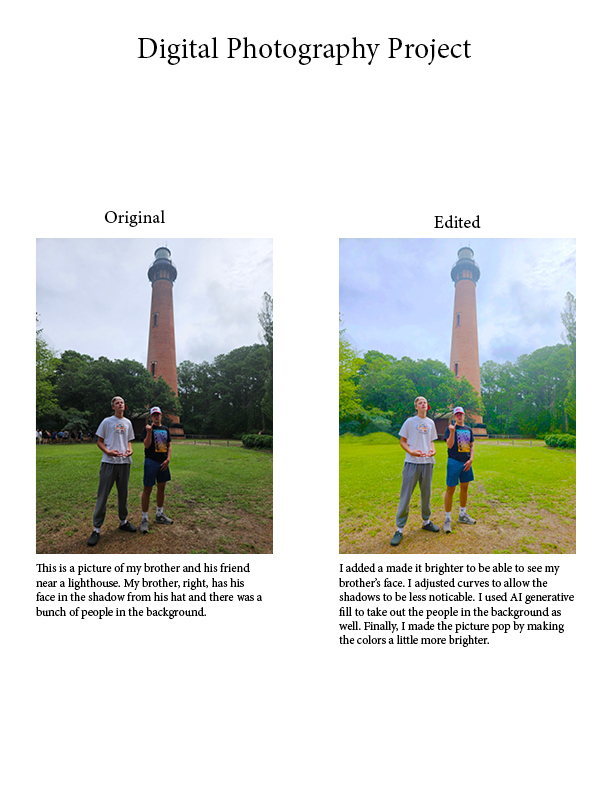 Digital Photography Project
Original
Edited
This is a picture of my brother and his friend
near a lighthouse. My brother, right, has his
face in the shadow from his hat and there was a
bunch of people in the background.
I added a made it brighter to be able to see my
brother's face. I adjusted curves to allow the
shadows to be less noticable. I used AI generative
fill to take out the people in the background as
well. Finally, I made the picture pop by making
the colors a little more brighter.